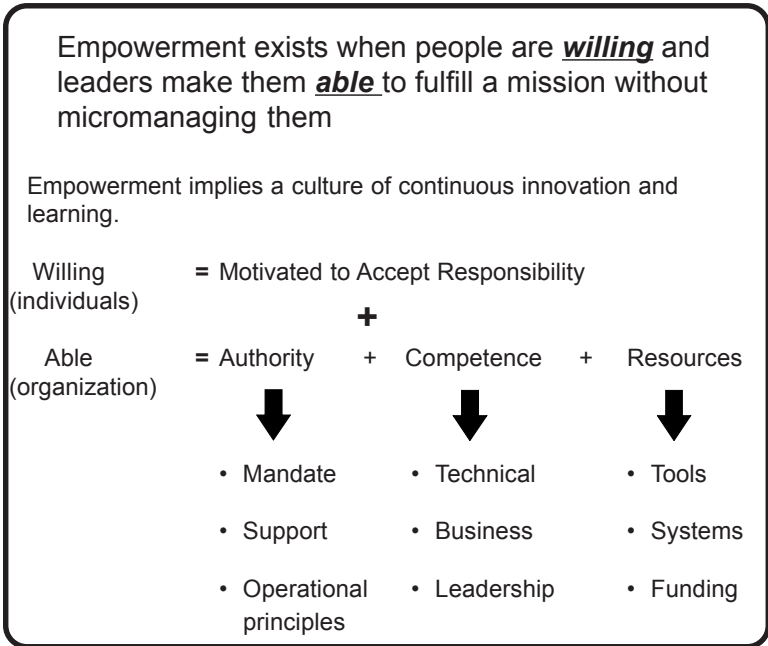 Empowerment exists when people are willing and
leaders make them able to fulfill a mission without
micromanaging them
Empowerment implies a culture of continuous innovation and
learning.
Willing = Motivated to Accept Responsibility
(individuals)
+
Able = Authority + Competence + Resources
(organization)
• Mandate • Technical • Tools
• Support • Business • Systems
• Operational • Leadership • Funding
principles